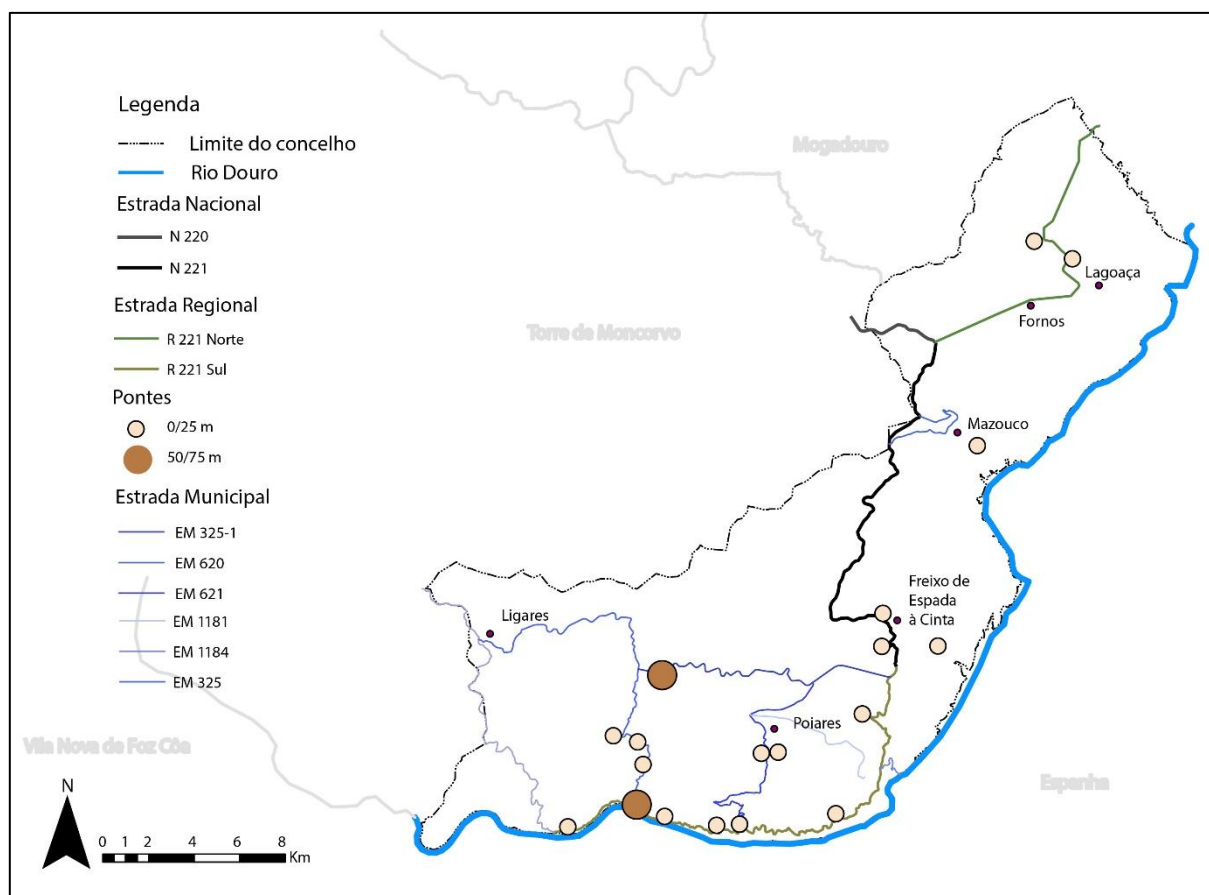 Legenda
Limite do concelho
Rio Douro
Estrada Nacional
N 220
N 221
Estrada Regional
R 221 Norte
R 221 Sul
Pontes
0/25 m
50/75 m
Estrada Municipal
EM 325-1
EM 620
EM 621
EM 1181
EM 1184
EM 325
Mogadouro
Lagoaça
Fornos
Torre de Moncorvo
Mazouco
Freixo de
Espada
à Cinta
Ligares
Poiares
Vila Nova de Foz Côa
Espanha
N
0 1 2 4 6 8
Km